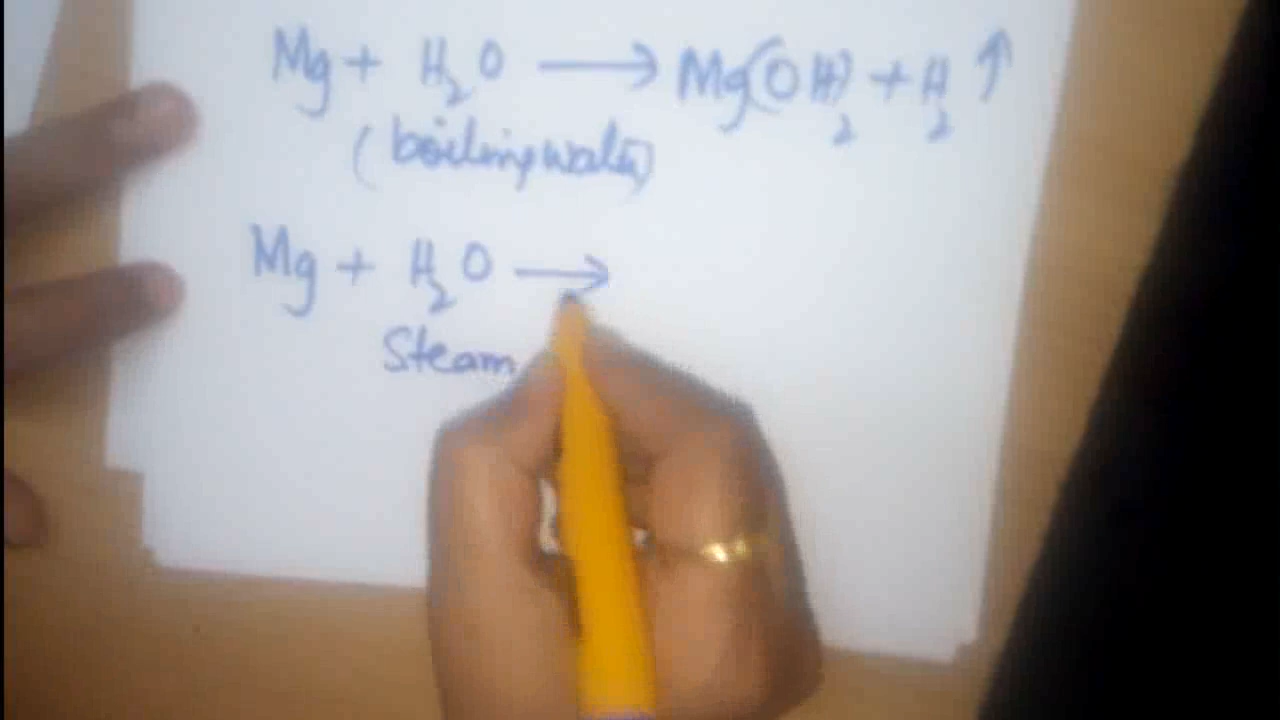 Mg + H₂O ⟶ Mg(OH)₂ + H₂ ↑
(boiling water)
Mg + H₂O ⟶
Steam